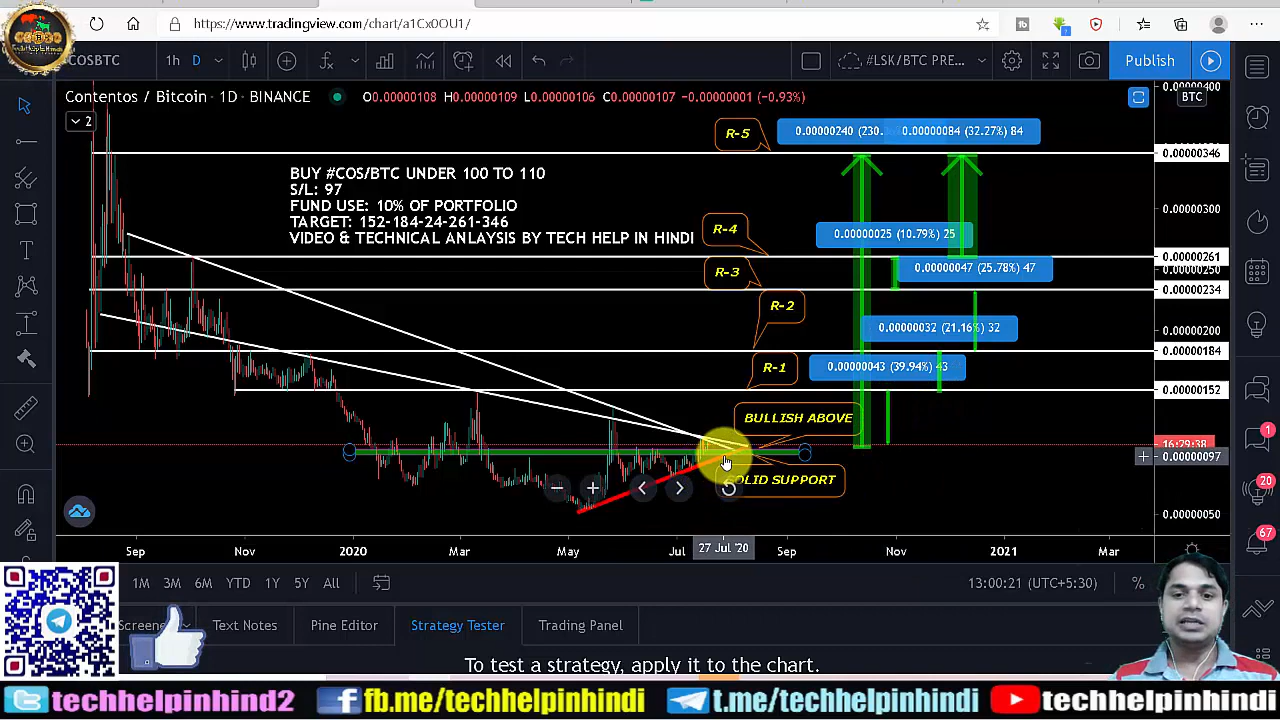 https://www.tradingview.com/chart/a1Cx0OU1/
COSBTC
1h
D
#LSK/BTC PRE...
Publish
Contentos / Bitcoin · 1D · BINANCE
O0.00000108 H0.00000109 L0.00000106 C0.00000107 −0.00000001 (−0.93%)
BTC
0.00000400
2
R-5
0.00000240 (230.
0.00000084 (32.27%) 84
0.00000346
BUY #COS/BTC UNDER 100 TO 110
S/L: 97
FUND USE: 10% OF PORTFOLIO
TARGET: 152-184-24-261-346
VIDEO & TECHNICAL ANLAYSIS BY TECH HELP IN HINDI
0.00000300
R-4
0.00000025 (10.79%) 25
0.00000261
R-3
0.00000047 (25.78%) 47
0.00000250
0.00000234
R-2
0.00000032 (21.16%) 32
0.00000200
0.00000184
R-1
0.00000043 (39.94%) 43
0.00000152
BULLISH ABOVE
16:29:38
0.00000097
SOLID SUPPORT
0.00000050
Sep
Nov
2020
Mar
May
Jul
27 Jul '20
Sep
Nov
2021
Mar
1M 3M 6M YTD 1Y 5Y All
13:00:21 (UTC+5:30)
%
1
20
67
Text Notes
Pine Editor
Strategy Tester
Trading Panel
To test a strategy, apply it to the chart.
techhelpinhind2
fb.me/techhelpinhindi
t.me/techhelpinhindi
techhelpinhindi